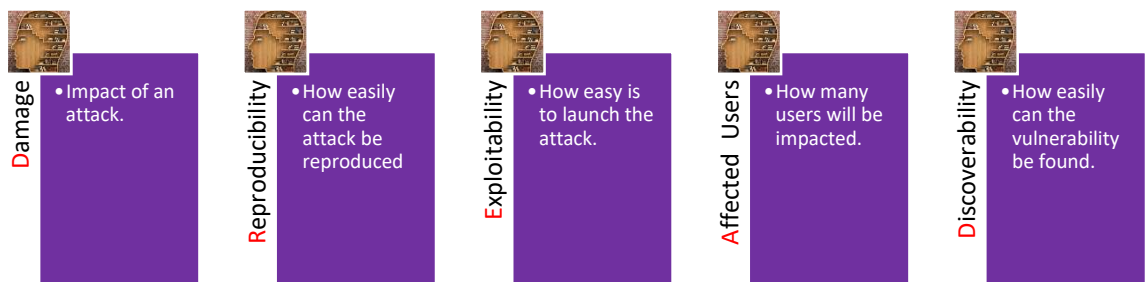 Damage
•Impact of an
attack.
Reproducibility
•How easily
can the
attack be
reproduced
Exploitability
•How easy is
to launch the
attack.
Affected Users
•How many
users will be
impacted.
Discoverability
•How easily
can the
vulnerability
be found.